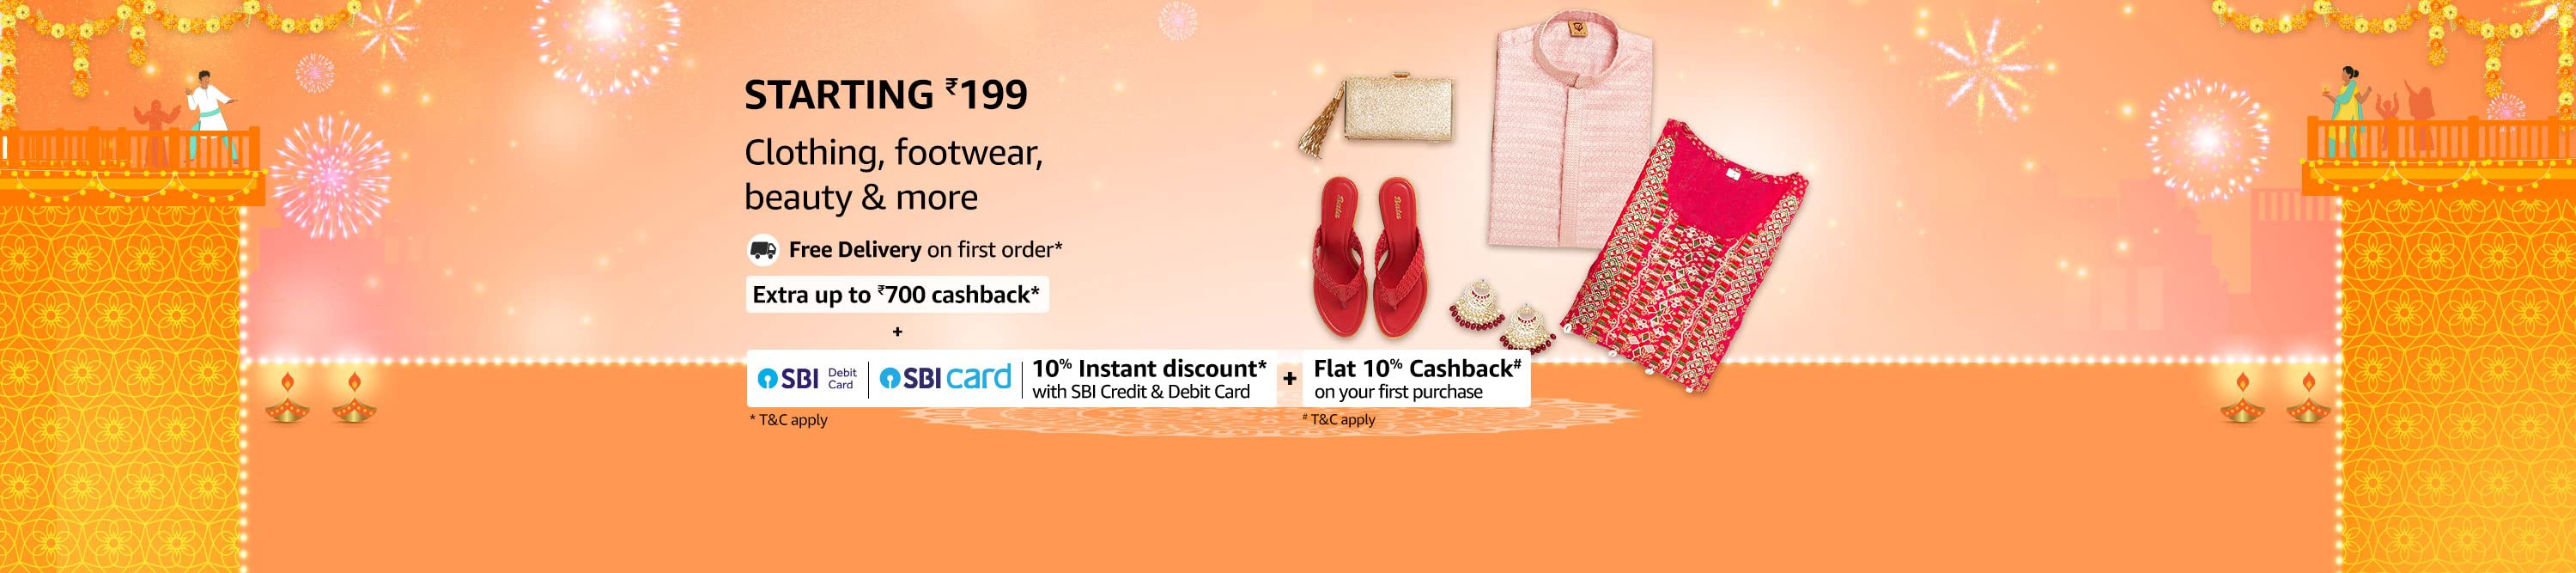 STARTING ₹199
Clothing, footwear,
beauty & more
Free Delivery on first order*
Extra up to ₹700 cashback*
+
SBI Debit Card | SBI card | 10% Instant discount*
with SBI Credit & Debit Card
+
Flat 10% Cashback#
on your first purchase
* T&C apply
# T&C apply
Bata
Bata